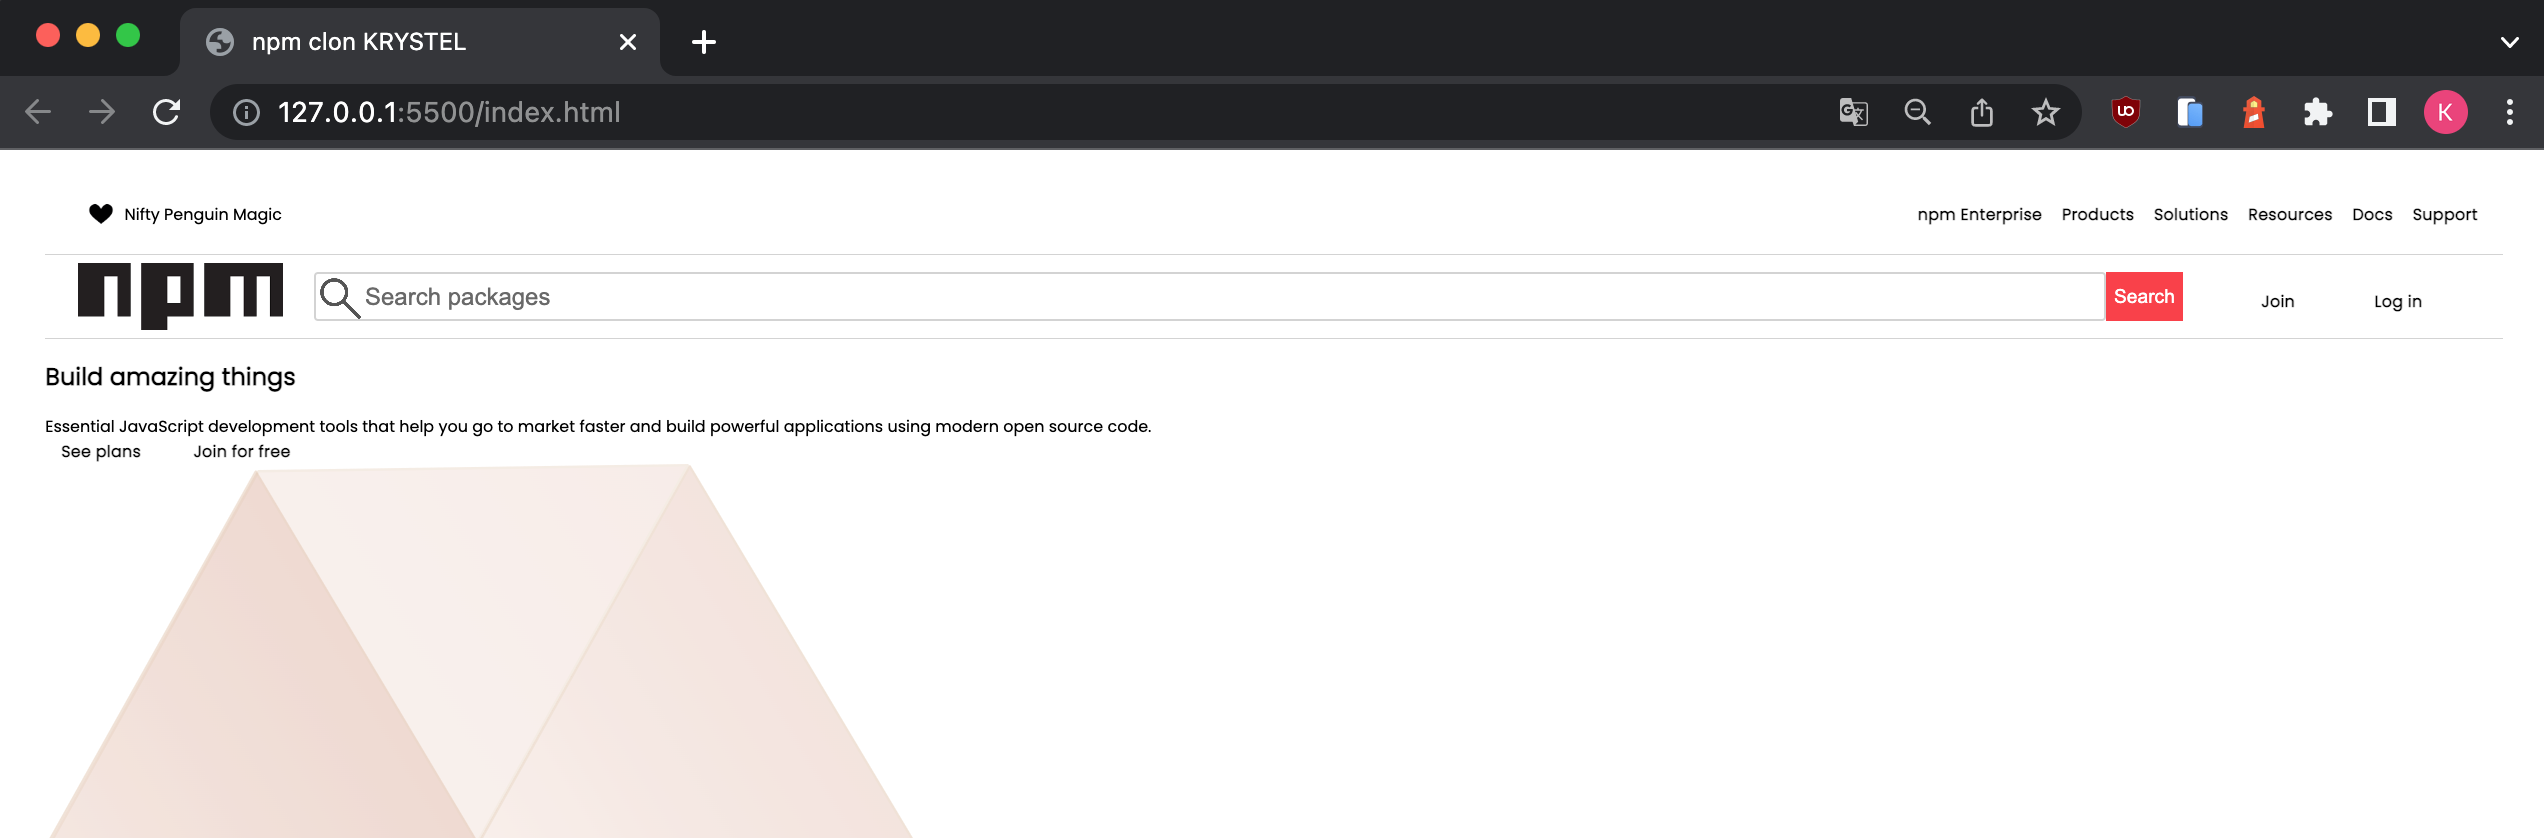 npm clon KRYSTEL
127.0.0.1:5500/index.html
K
Nifty Penguin Magic
npm Enterprise Products Solutions Resources Docs Support
npm
Search packages
Search
Join
Log in
Build amazing things
Essential JavaScript development tools that help you go to market faster and build powerful applications using modern open source code.
See plans
Join for free